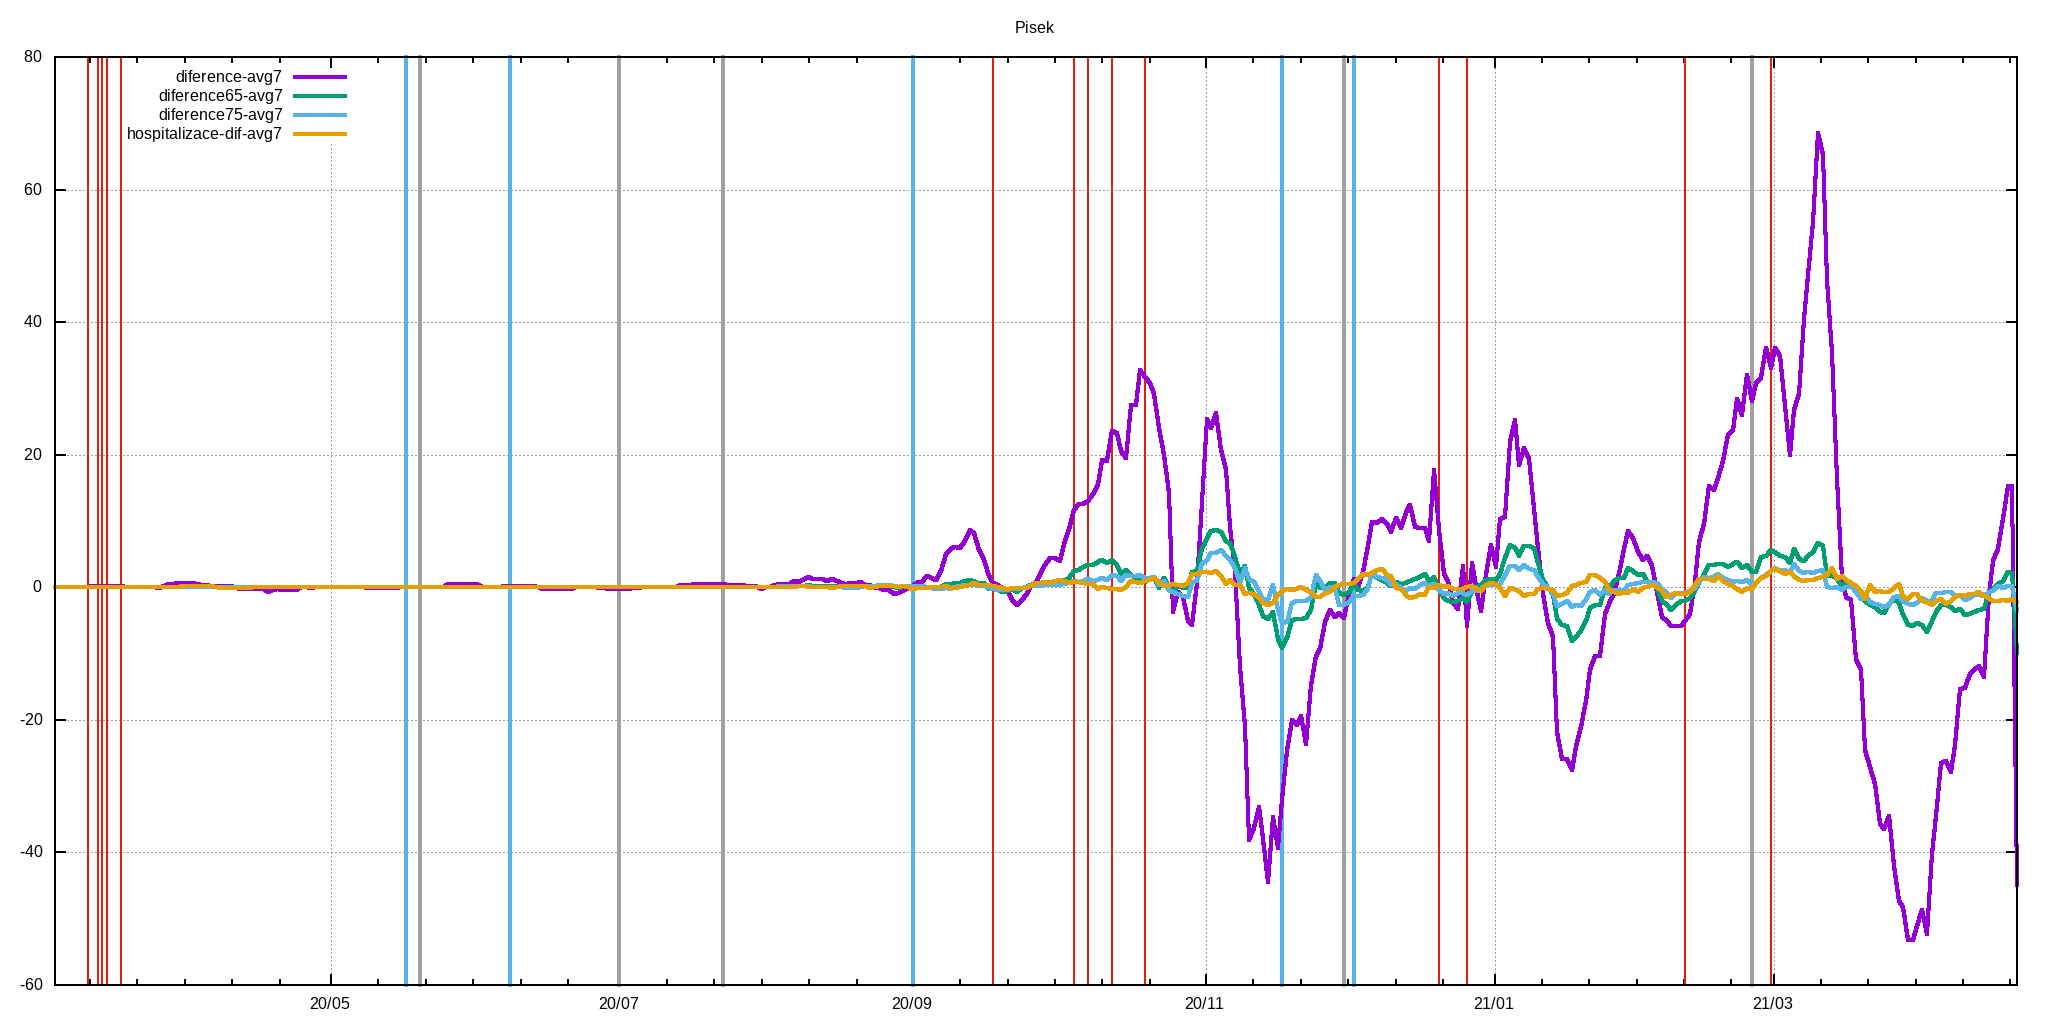 Pisek
80
60
40
20
0
-20
-40
-60
diference-avg7
diference65-avg7
diference75-avg7
hospitalizace-dif-avg7
20/05 20/07 20/09 20/11 21/01 21/03